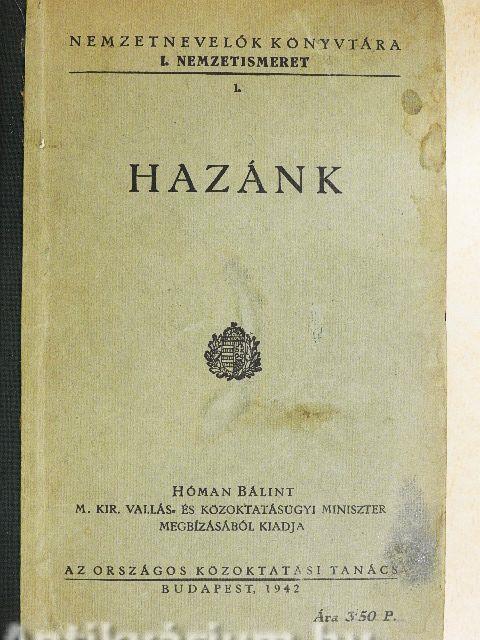 NEMZETNEVELŐK KÖNYVTÁRA
I. NEMZETISMERET
1.
HAZÁNK
HÓMAN BÁLINT
M. KIR. VALLÁS- ÉS KÖZOKTATÁSÜGYI MINISZTER
MEGBÍZÁSÁBÓL KIADJA
AZ ORSZÁGOS KÖZOKTATÁSI TANÁCS
BUDAPEST, 1942
Ára 3·50 P.